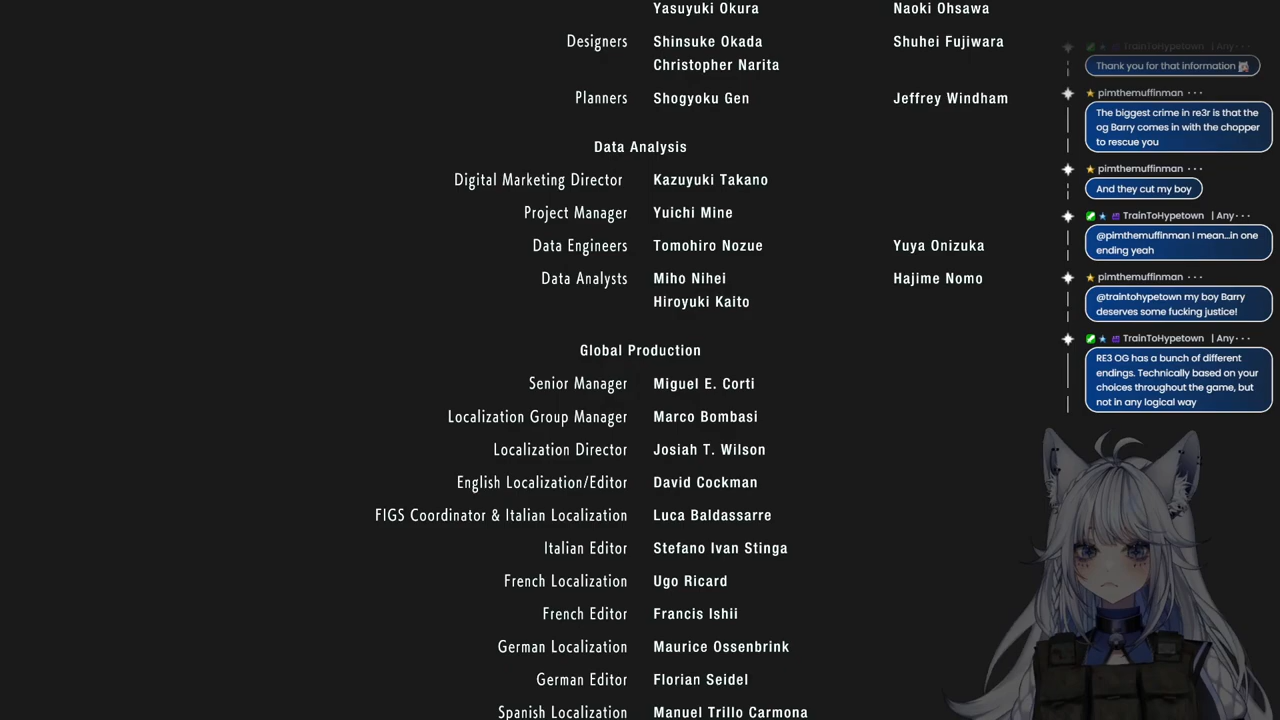 Yasuyuki Okura Naoki Ohsawa
Designers Shinsuke Okada Shuhei Fujiwara
Christopher Narita
Planners Shogyoku Gen Jeffrey Windham
Data Analysis
Digital Marketing Director Kazuyuki Takano
Project Manager Yuichi Mine
Data Engineers Tomohiro Nozue Yuya Onizuka
Data Analysts Miho Nihei Hajime Nomo
Hiroyuki Kaito
Global Production
Senior Manager Miguel E. Corti
Localization Group Manager Marco Bombasi
Localization Director Josiah T. Wilson
English Localization/Editor David Cockman
FIGS Coordinator & Italian Localization Luca Baldassarre
Italian Editor Stefano Ivan Stinga
French Localization Ugo Ricard
French Editor Francis Ishii
German Localization Maurice Ossenbrink
German Editor Florian Seidel
Spanish Localization Manuel Trillo Carmona
TrainToHypetown | Any···
Thank you for that information
pimthemuffinman ···
The biggest crime in re3r is that the
og Barry comes in with the chopper
to rescue you
pimthemuffinman ···
And they cut my boy
TrainToHypetown | Any···
@pimthemuffinman I mean...in one
ending yeah
pimthemuffinman ···
@traintohypetown my boy Barry
deserves some fucking justice!
TrainToHypetown | Any···
RE3 OG has a bunch of different
endings. Technically based on your
choices throughout the game, but
not in any logical way